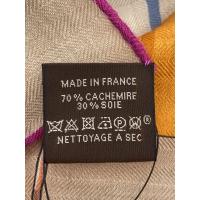 MADE IN FRANCE
70% CACHEMIRE
30% SOIE
NETTOYAGE A SEC